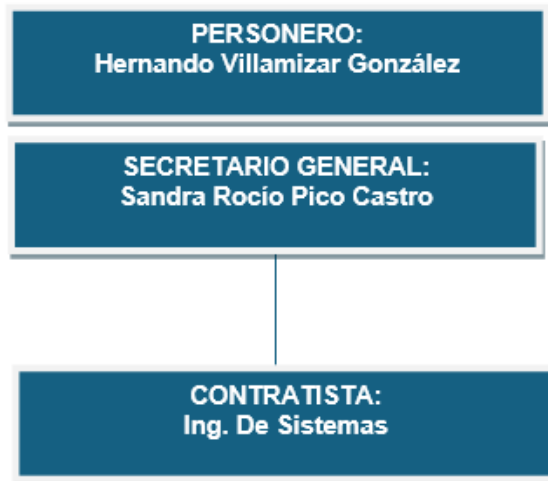 PERSONERO:
Hernando Villamizar González
SECRETARIO GENERAL:
Sandra Rocío Pico Castro
CONTRATISTA:
Ing. De Sistemas